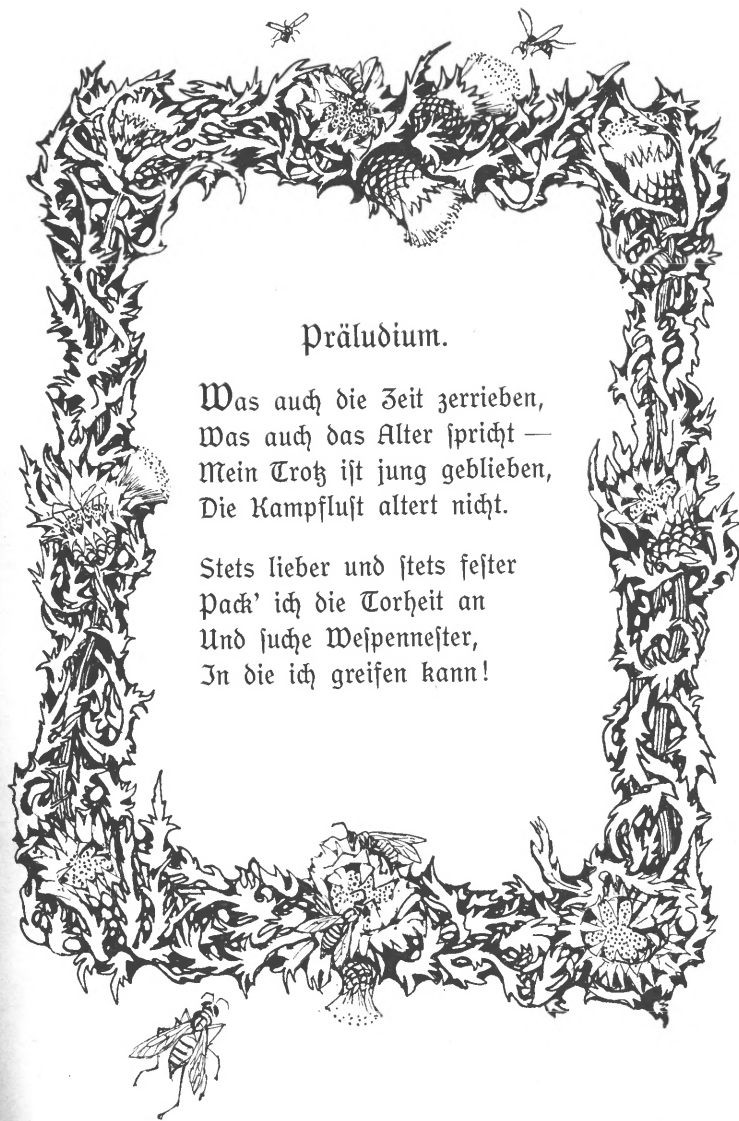 Präludium.
Was auch die Zeit zerrieben,
Was auch das Alter spricht —
Mein Trotz ist jung geblieben,
Die Kampflust altert nicht.
Stets lieber und stets fester
Pack' ich die Torheit an
Und suche Wespennester,
In die ich greifen kann!